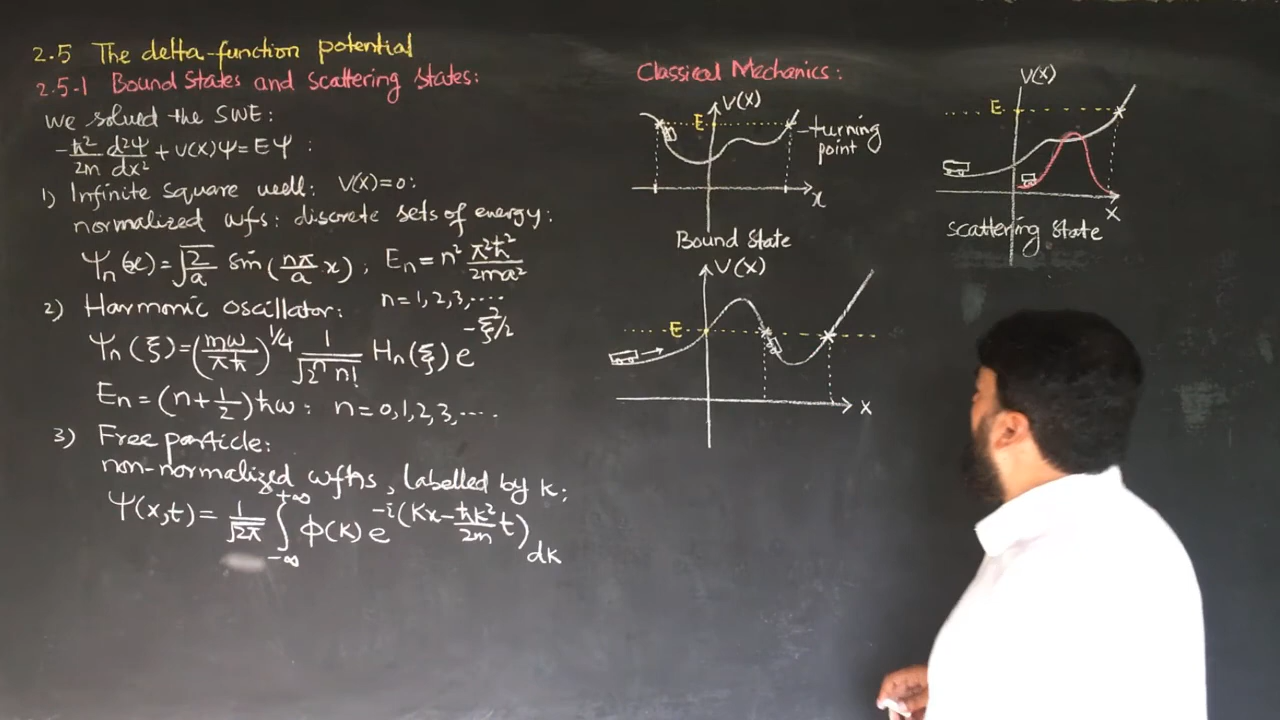 2.5 The delta-function potential
2.5-1 Bound States and Scattering States:
we solved the SWE:
-ħ²/2m d²Ψ/dx² + V(x)Ψ = EΨ :
1) Infinite Square well: V(x)=0:
normalized wfs: discrete sets of energy:
Ψₙ(x) = √(2/a) sin(nπ/a x) ; Eₙ = n² π²ħ²/2ma²
n = 1, 2, 3, ....
2) Harmonic oscillator:
Ψₙ(ξ) = (mω/πħ)^1/4 1/√(2ⁿ n!) Hₙ(ξ) e^-ξ²/2
Eₙ = (n + 1/2) ħω : n = 0, 1, 2, 3, ....
3) Free particle:
non-normalized wfns, labelled by k;
Ψ(x,t) = 1/√2π ∫_-∞^+∞ Φ(k) e^-i(Kx - ħk²/2m t) dk
Classical Mechanics:
V(X)
E
turning
point
x
Bound State
V(X)
E
X
V(X)
E
X
Scattering State